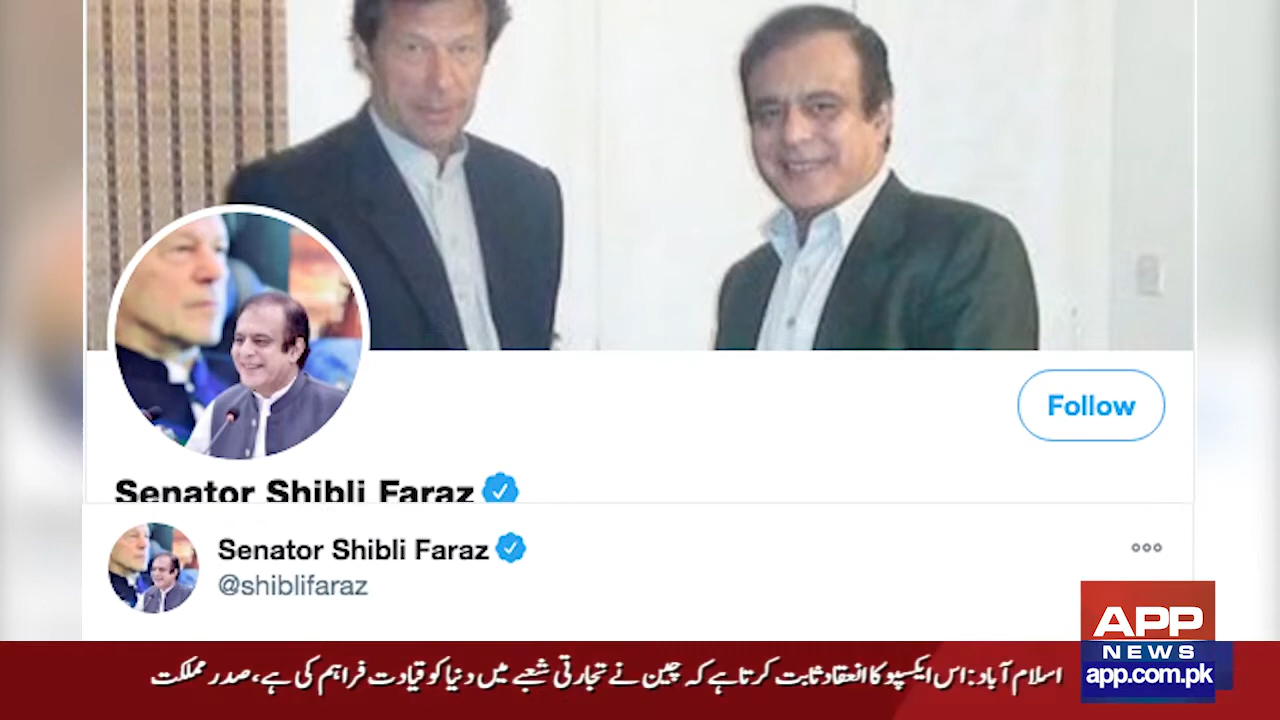 Follow
Senator Shibli Faraz
Senator Shibli Faraz
@shiblifaraz
APP
NEWS
app.com.pk
اسلام آباد: اس ایکسپو کا انعقاد ثابت کرتا ہے کہ چین نے تجارتی شعبے میں دنیا کو قیادت فراہم کی ہے، صدر مملکت